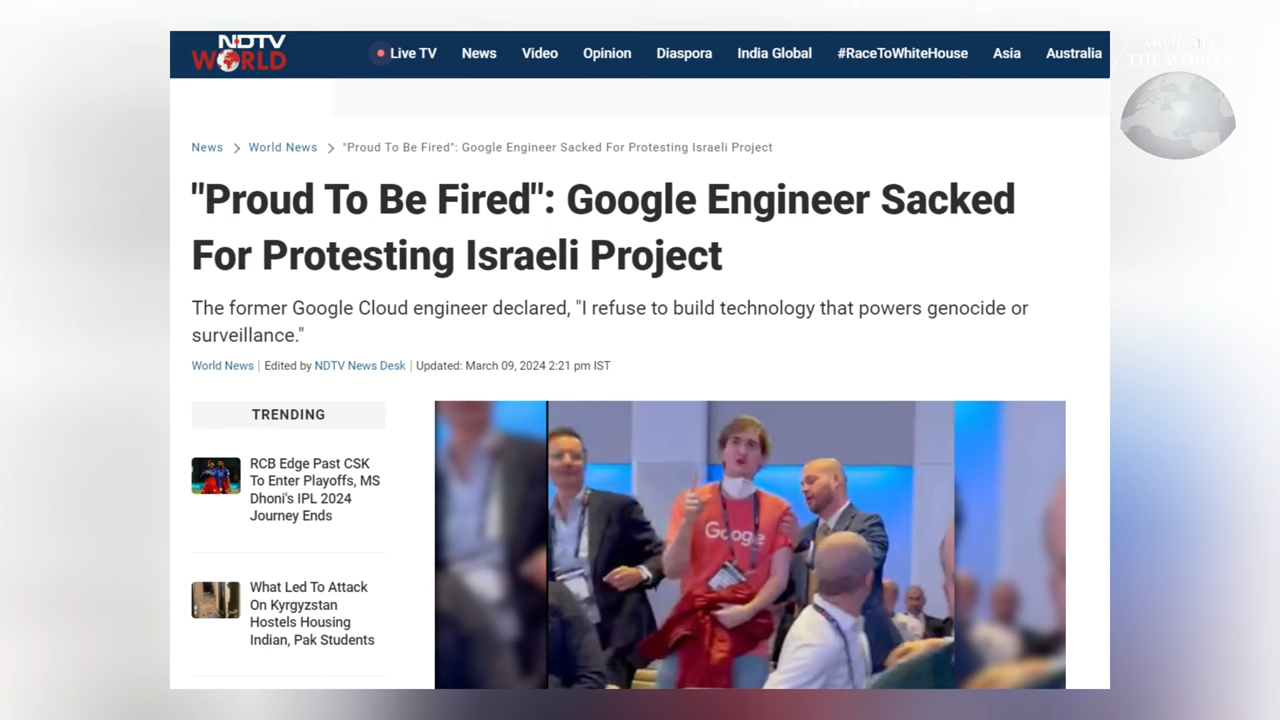 NDTV
WORLD
Live TV News Video Opinion Diaspora India Global #RaceToWhiteHouse Asia Australia
THE WORLD
News > World News > "Proud To Be Fired": Google Engineer Sacked For Protesting Israeli Project
"Proud To Be Fired": Google Engineer Sacked
For Protesting Israeli Project
The former Google Cloud engineer declared, "I refuse to build technology that powers genocide or
surveillance."
World News | Edited by NDTV News Desk | Updated: March 09, 2024 2:21 pm IST
TRENDING
RCB Edge Past CSK
To Enter Playoffs, MS
Dhoni's IPL 2024
Journey Ends
What Led To Attack
On Kyrgyzstan
Hostels Housing
Indian, Pak Students
Google